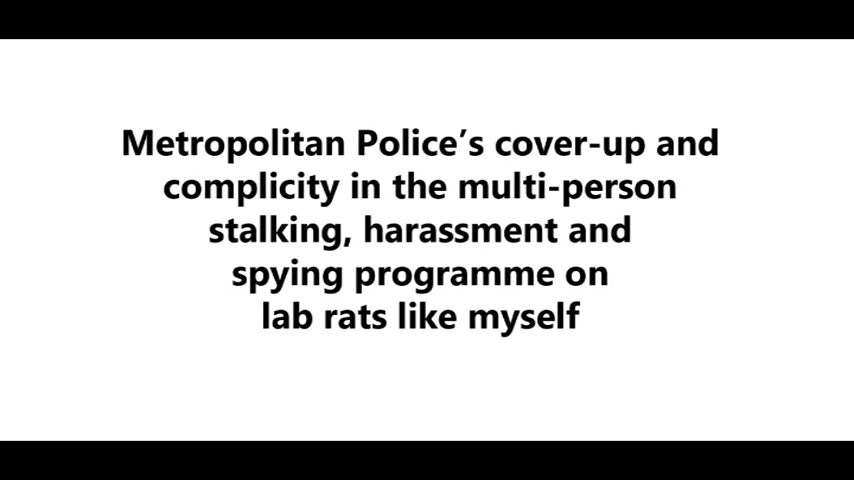 Metropolitan Police’s cover-up and
complicity in the multi-person
stalking, harassment and
spying programme on
lab rats like myself